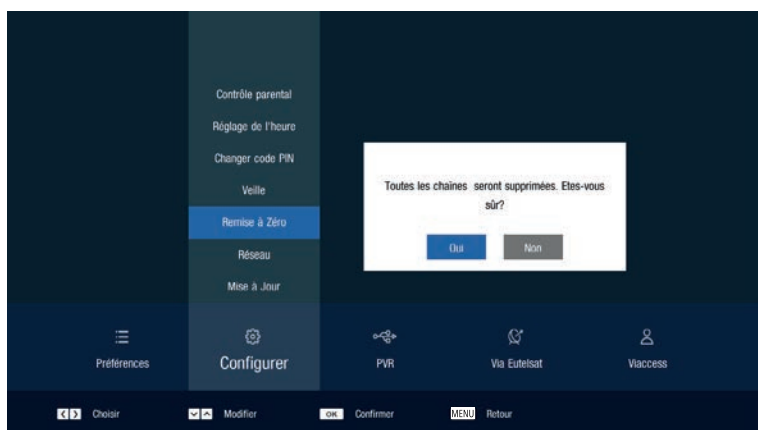 Contrôle parental
Réglage de l'heure
Changer code PIN
Veille
Remise à Zéro
Réseau
Mise à Jour
Toutes les chaînes seront supprimées. Etes-vous
sûr?
Oui Non
Préférences Configurer PVR Via Eutelsat Viaccess
Choisir Modifier OK Confirmer MENU Retour